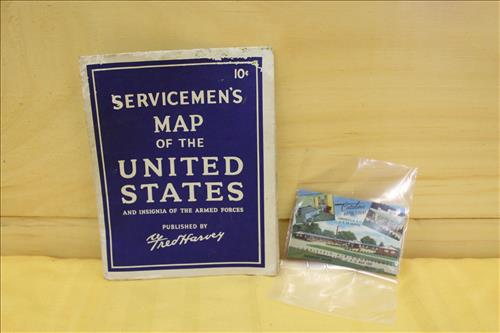 10¢
SERVICEMEN'S
MAP
OF THE
UNITED
STATES
AND INSIGNIA OF THE ARMED FORCES
PUBLISHED BY
Fred Harvey